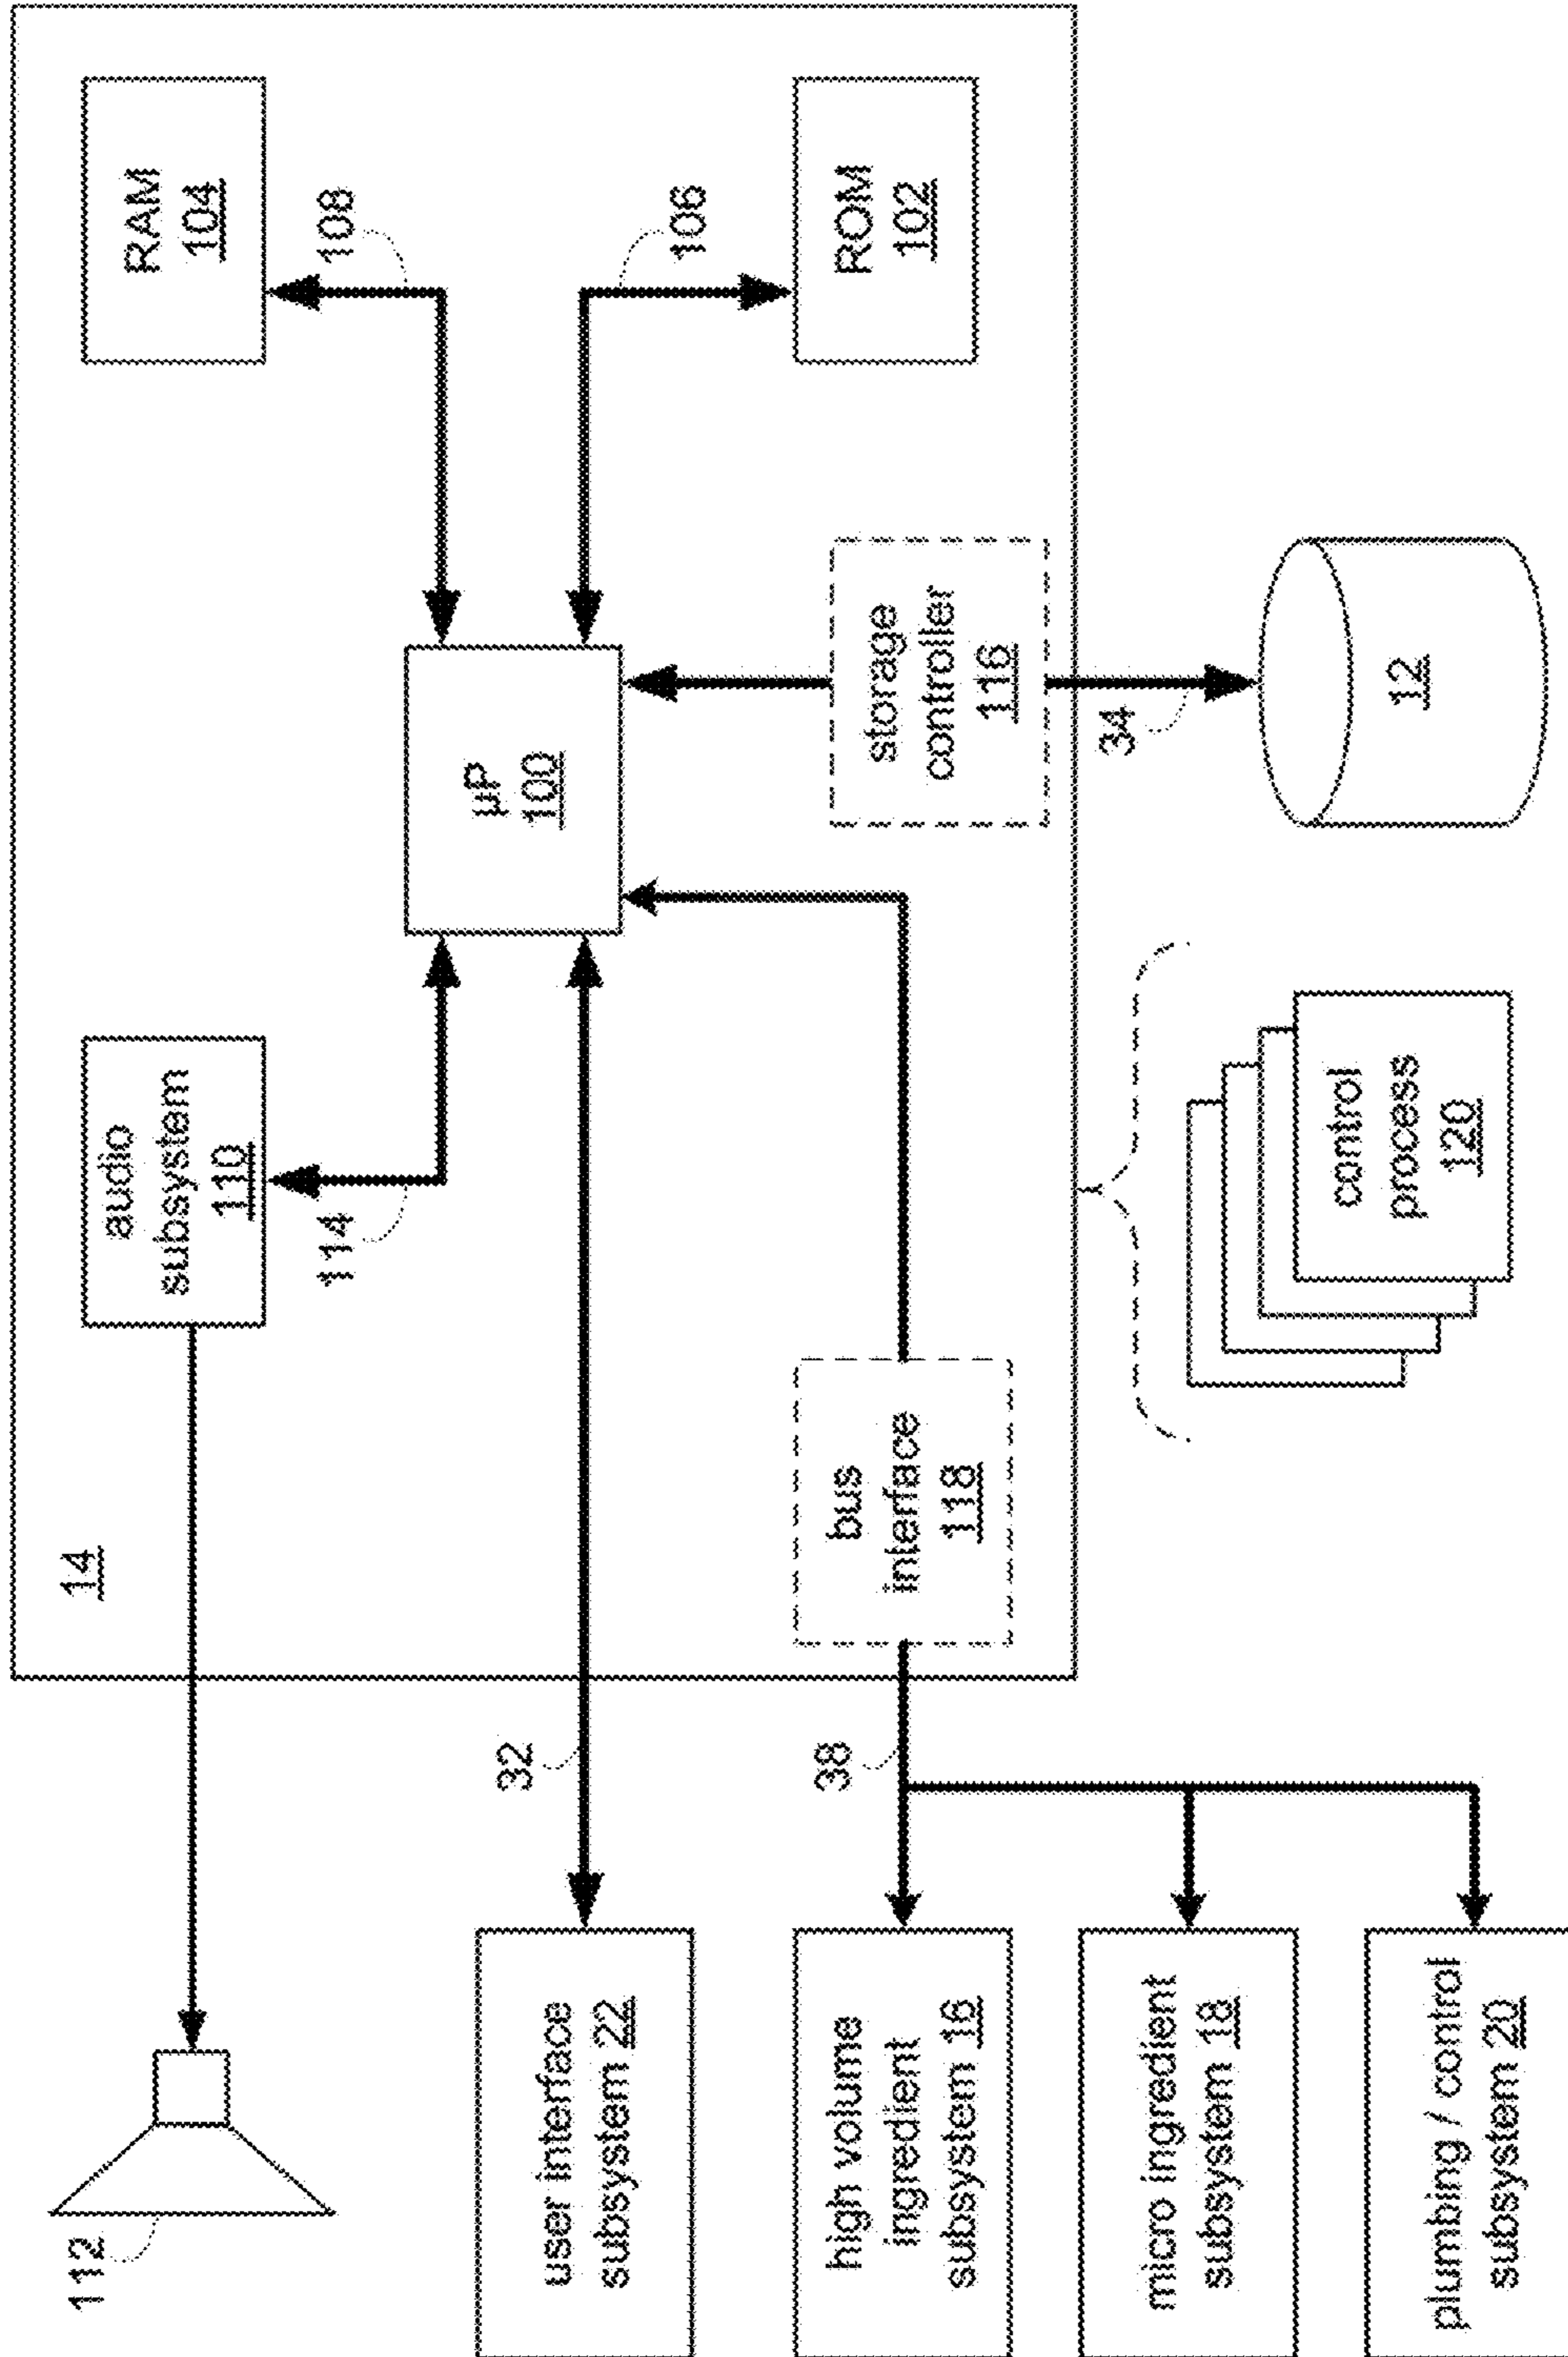 112
14
audio
subsystem
110
RAM
104
114
108
µP
100
106
32
user interface
subsystem 22
38
high volume
ingredient
subsystem 16
bus
interface
118
storage
controller
116
ROM
102
34
micro ingredient
subsystem 18
control
process
120
12
plumbing / control
subsystem 20